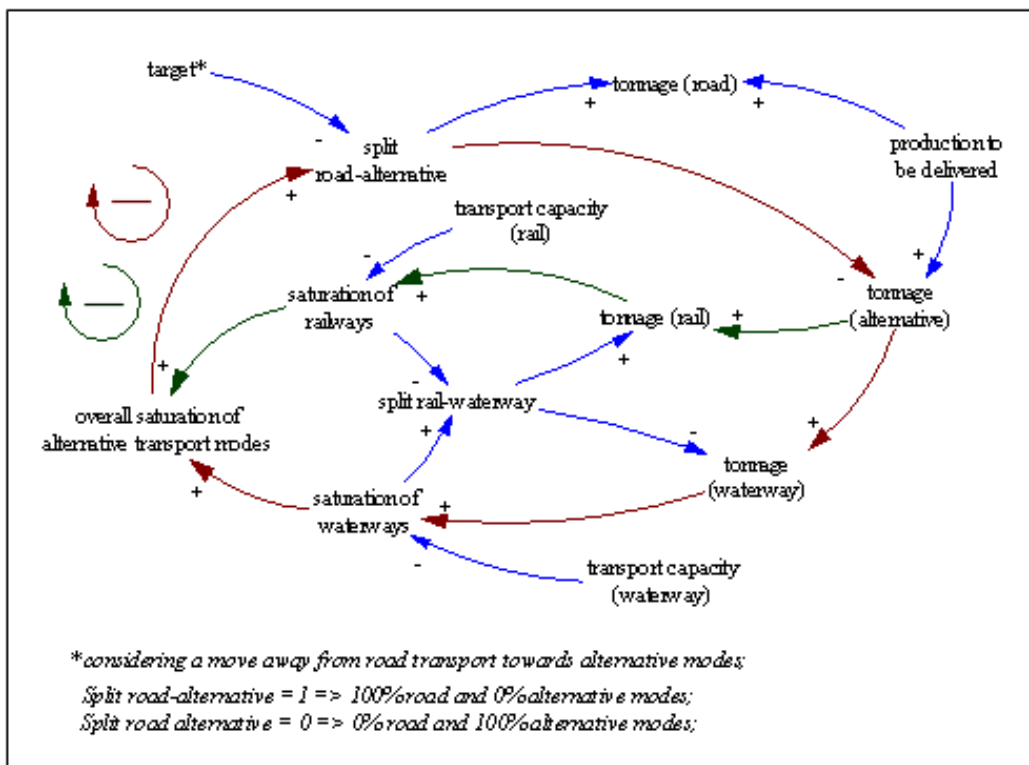 target*
tonnage (road)
+
+
-
split
road-alternative
production to
be delivered
+
transport capacity
(rail)
-
+
-
saturation of
railways
+
tonnage (rail)
+
tonnage
(alternative)
+
+
-
split rail-waterway
overall saturation of
alternative transport modes
+
-
+
tonnage
(waterway)
+
saturation of
waterways
+
-
transport capacity
(waterway)
*considering a move away from road transport towards alternative modes;
Split road-alternative = 1 => 100% road and 0% alternative modes;
Split road alternative = 0 => 0% road and 100% alternative modes;